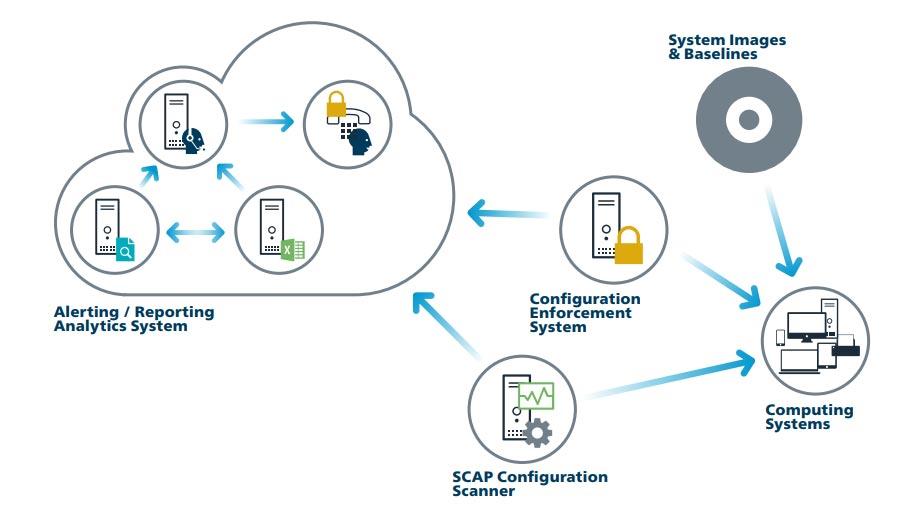 System Images
& Baselines
Alerting / Reporting
Analytics System
Configuration
Enforcement
System
Computing
Systems
SCAP Configuration
Scanner
X